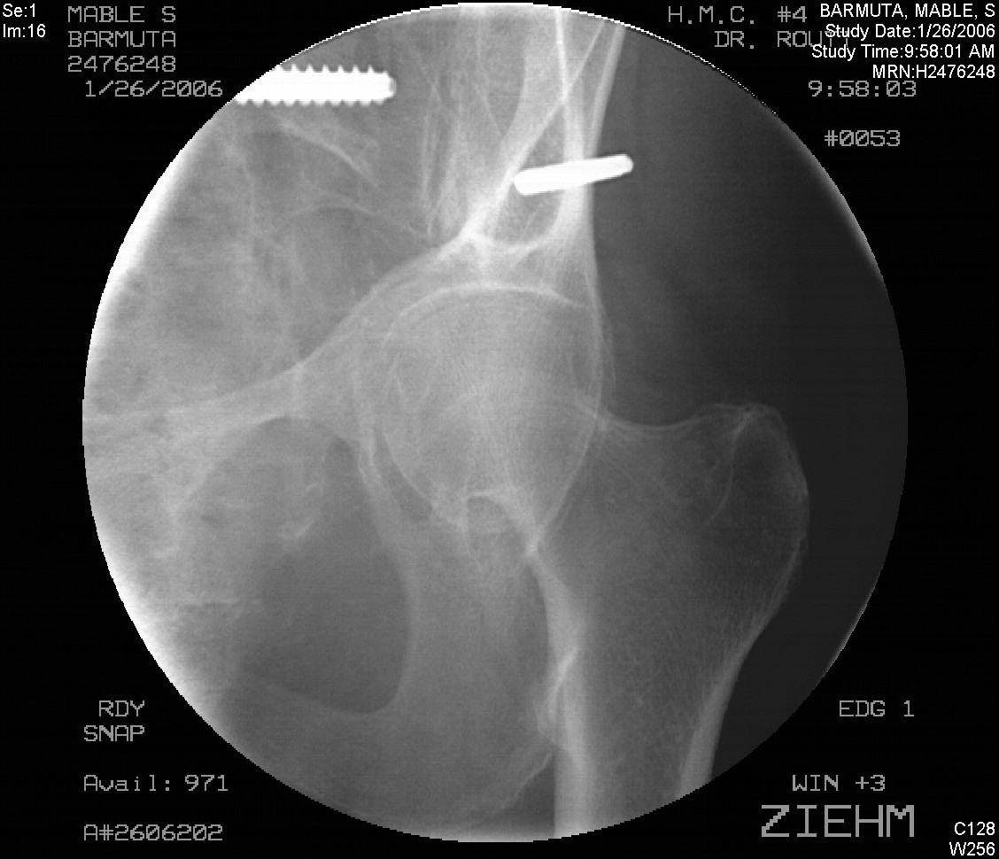 Se:1
Im:16
MABLE S
BARMUTA
2476248
1/26/2006
H.M.C. #4
DR. ROU
BARMUTA, MABLE, S
Study Date:1/26/2006
Study Time:9:58:01 AM
MRN:H2476248
9:58:03
#0053
RDY
SNAP
Avail: 971
A#2606202
EDG 1
WIN +3
ZIEHM
C128
W256